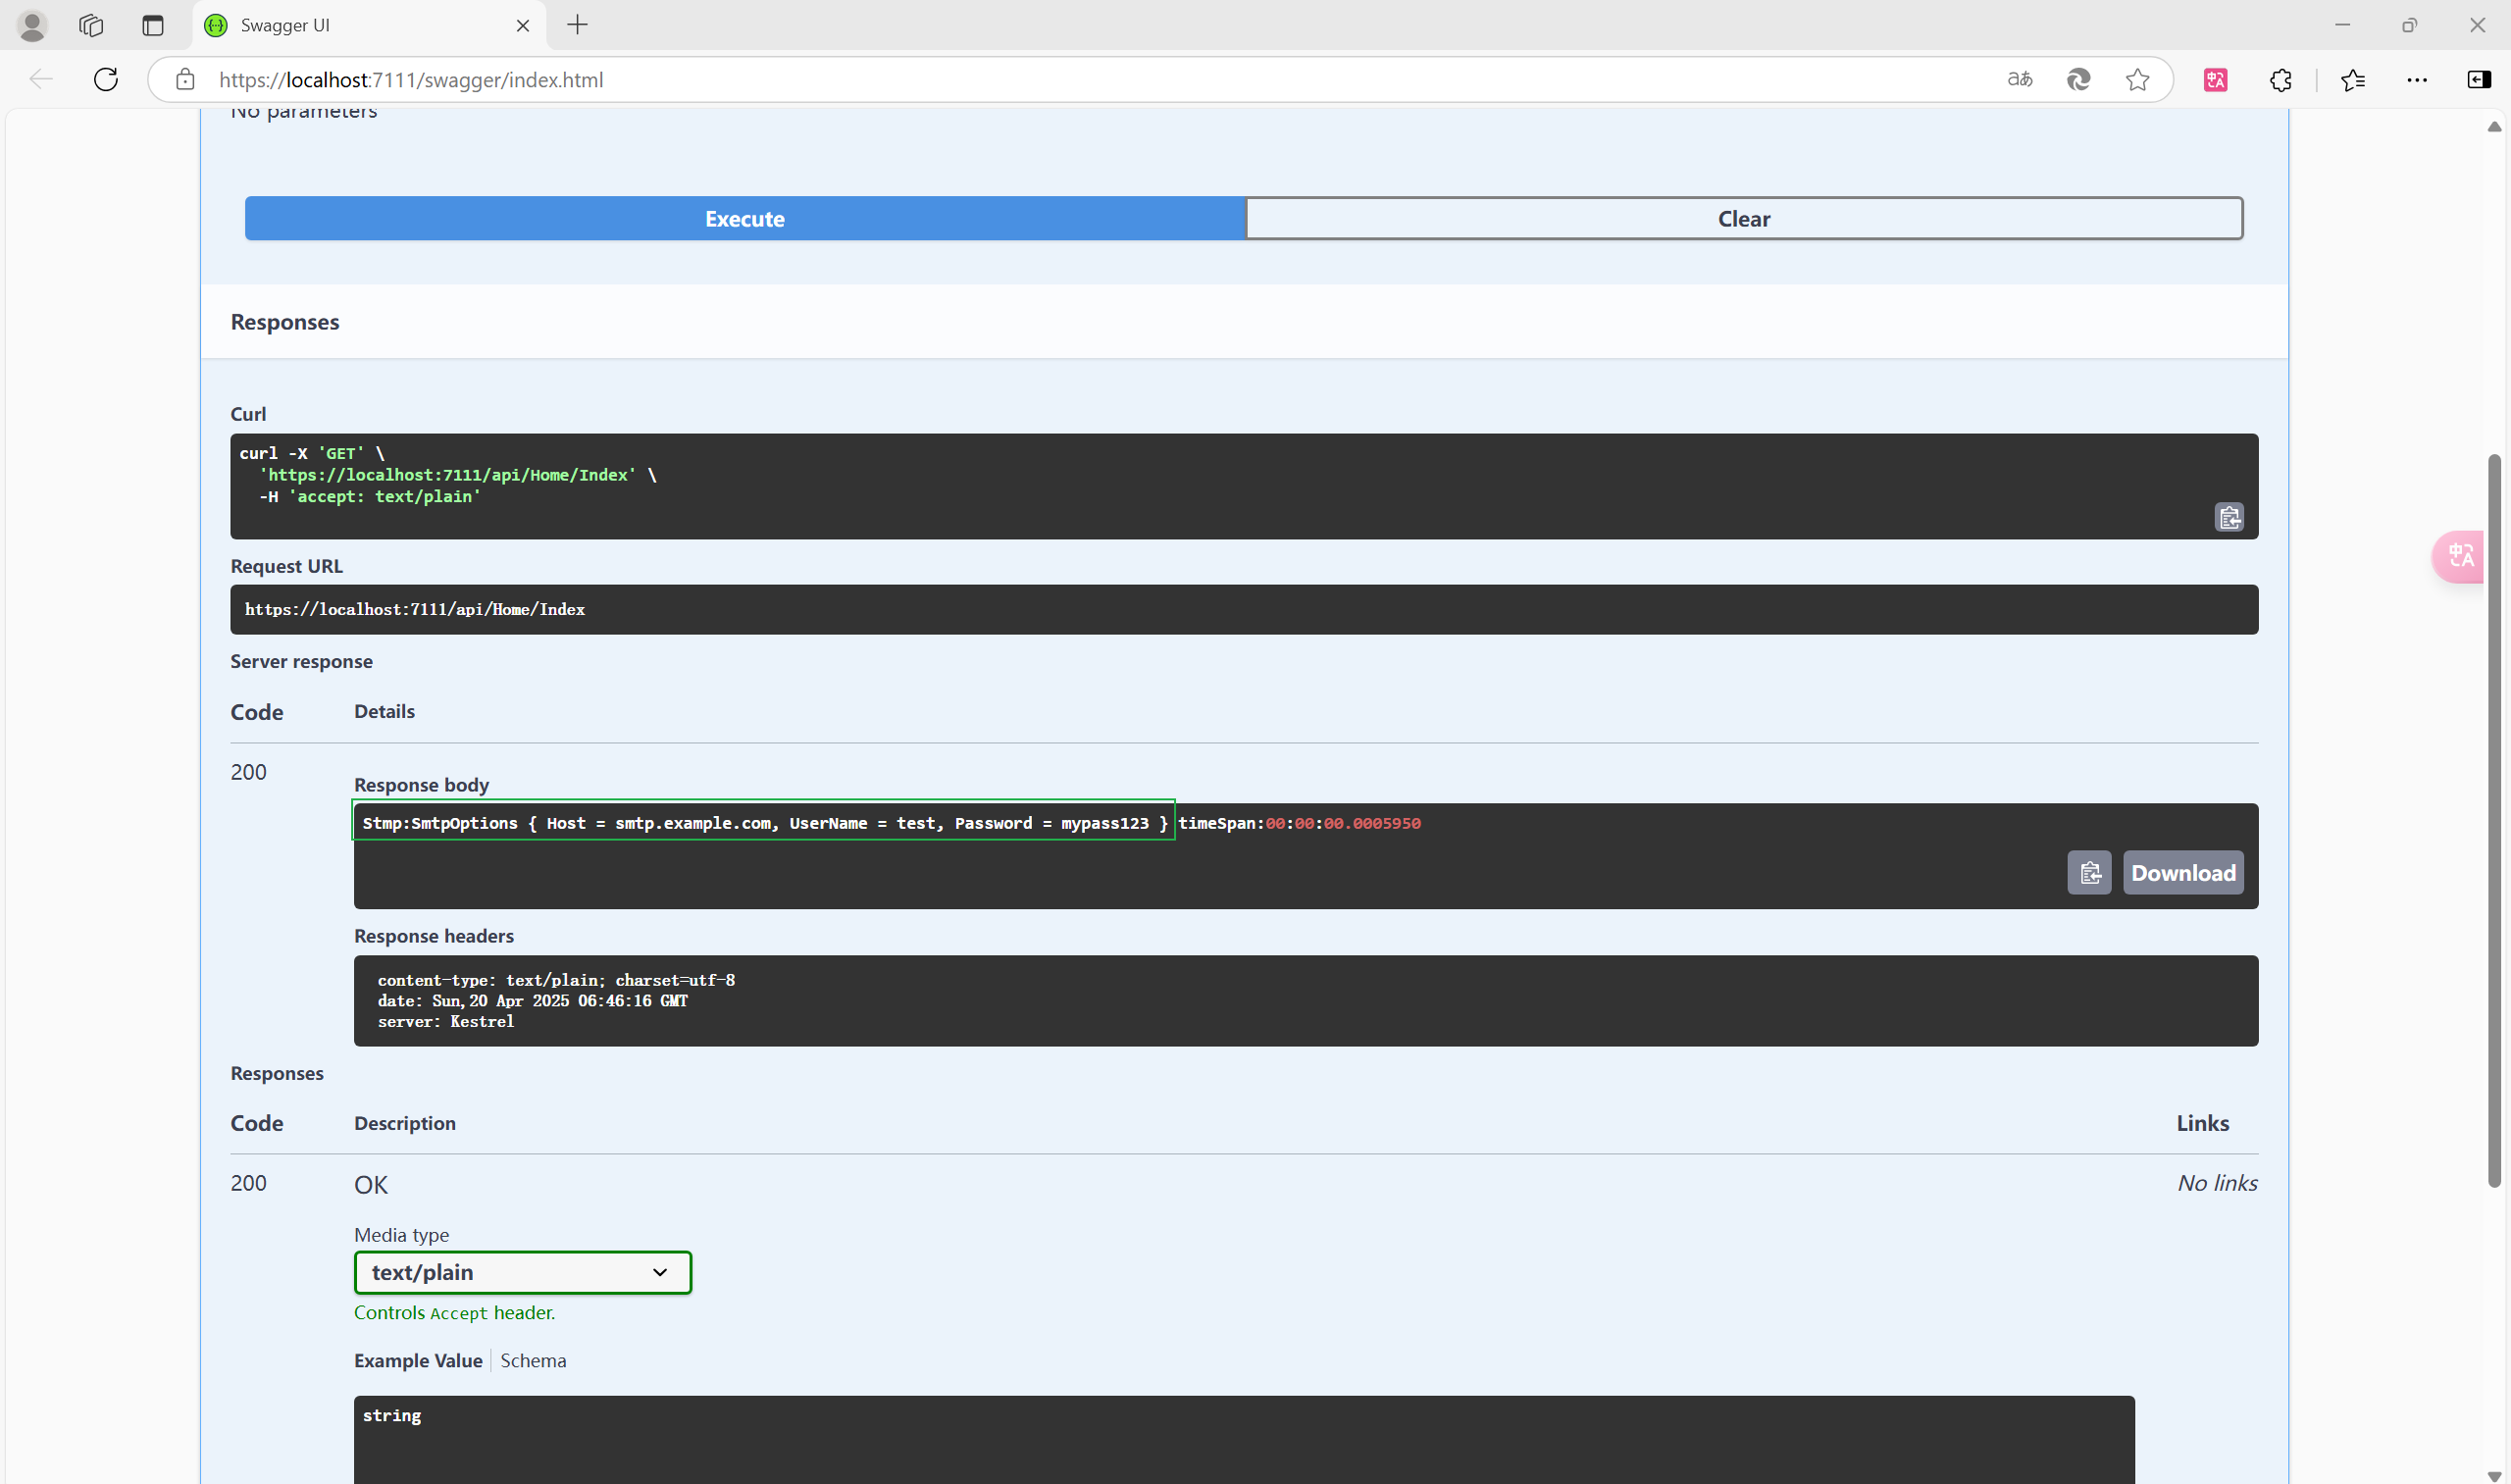 Swagger UI
https://localhost:7111/swagger/index.html
aあ
No parameters
Execute
Clear
Responses
Curl
curl -X 'GET' \
'https://localhost:7111/api/Home/Index' \
-H 'accept: text/plain'
中A
Request URL
https://localhost:7111/api/Home/Index
Server response
Code Details
200
Response body
Stmp:SmtpOptions { Host = smtp.example.com, UserName = test, Password = mypass123 } timeSpan:00:00:00.0005950
Download
Response headers
content-type: text/plain; charset=utf-8
date: Sun,20 Apr 2025 06:46:16 GMT
server: Kestrel
Responses
Code Description Links
200 OK No links
Media type
text/plain
Controls Accept header.
Example Value Schema
string